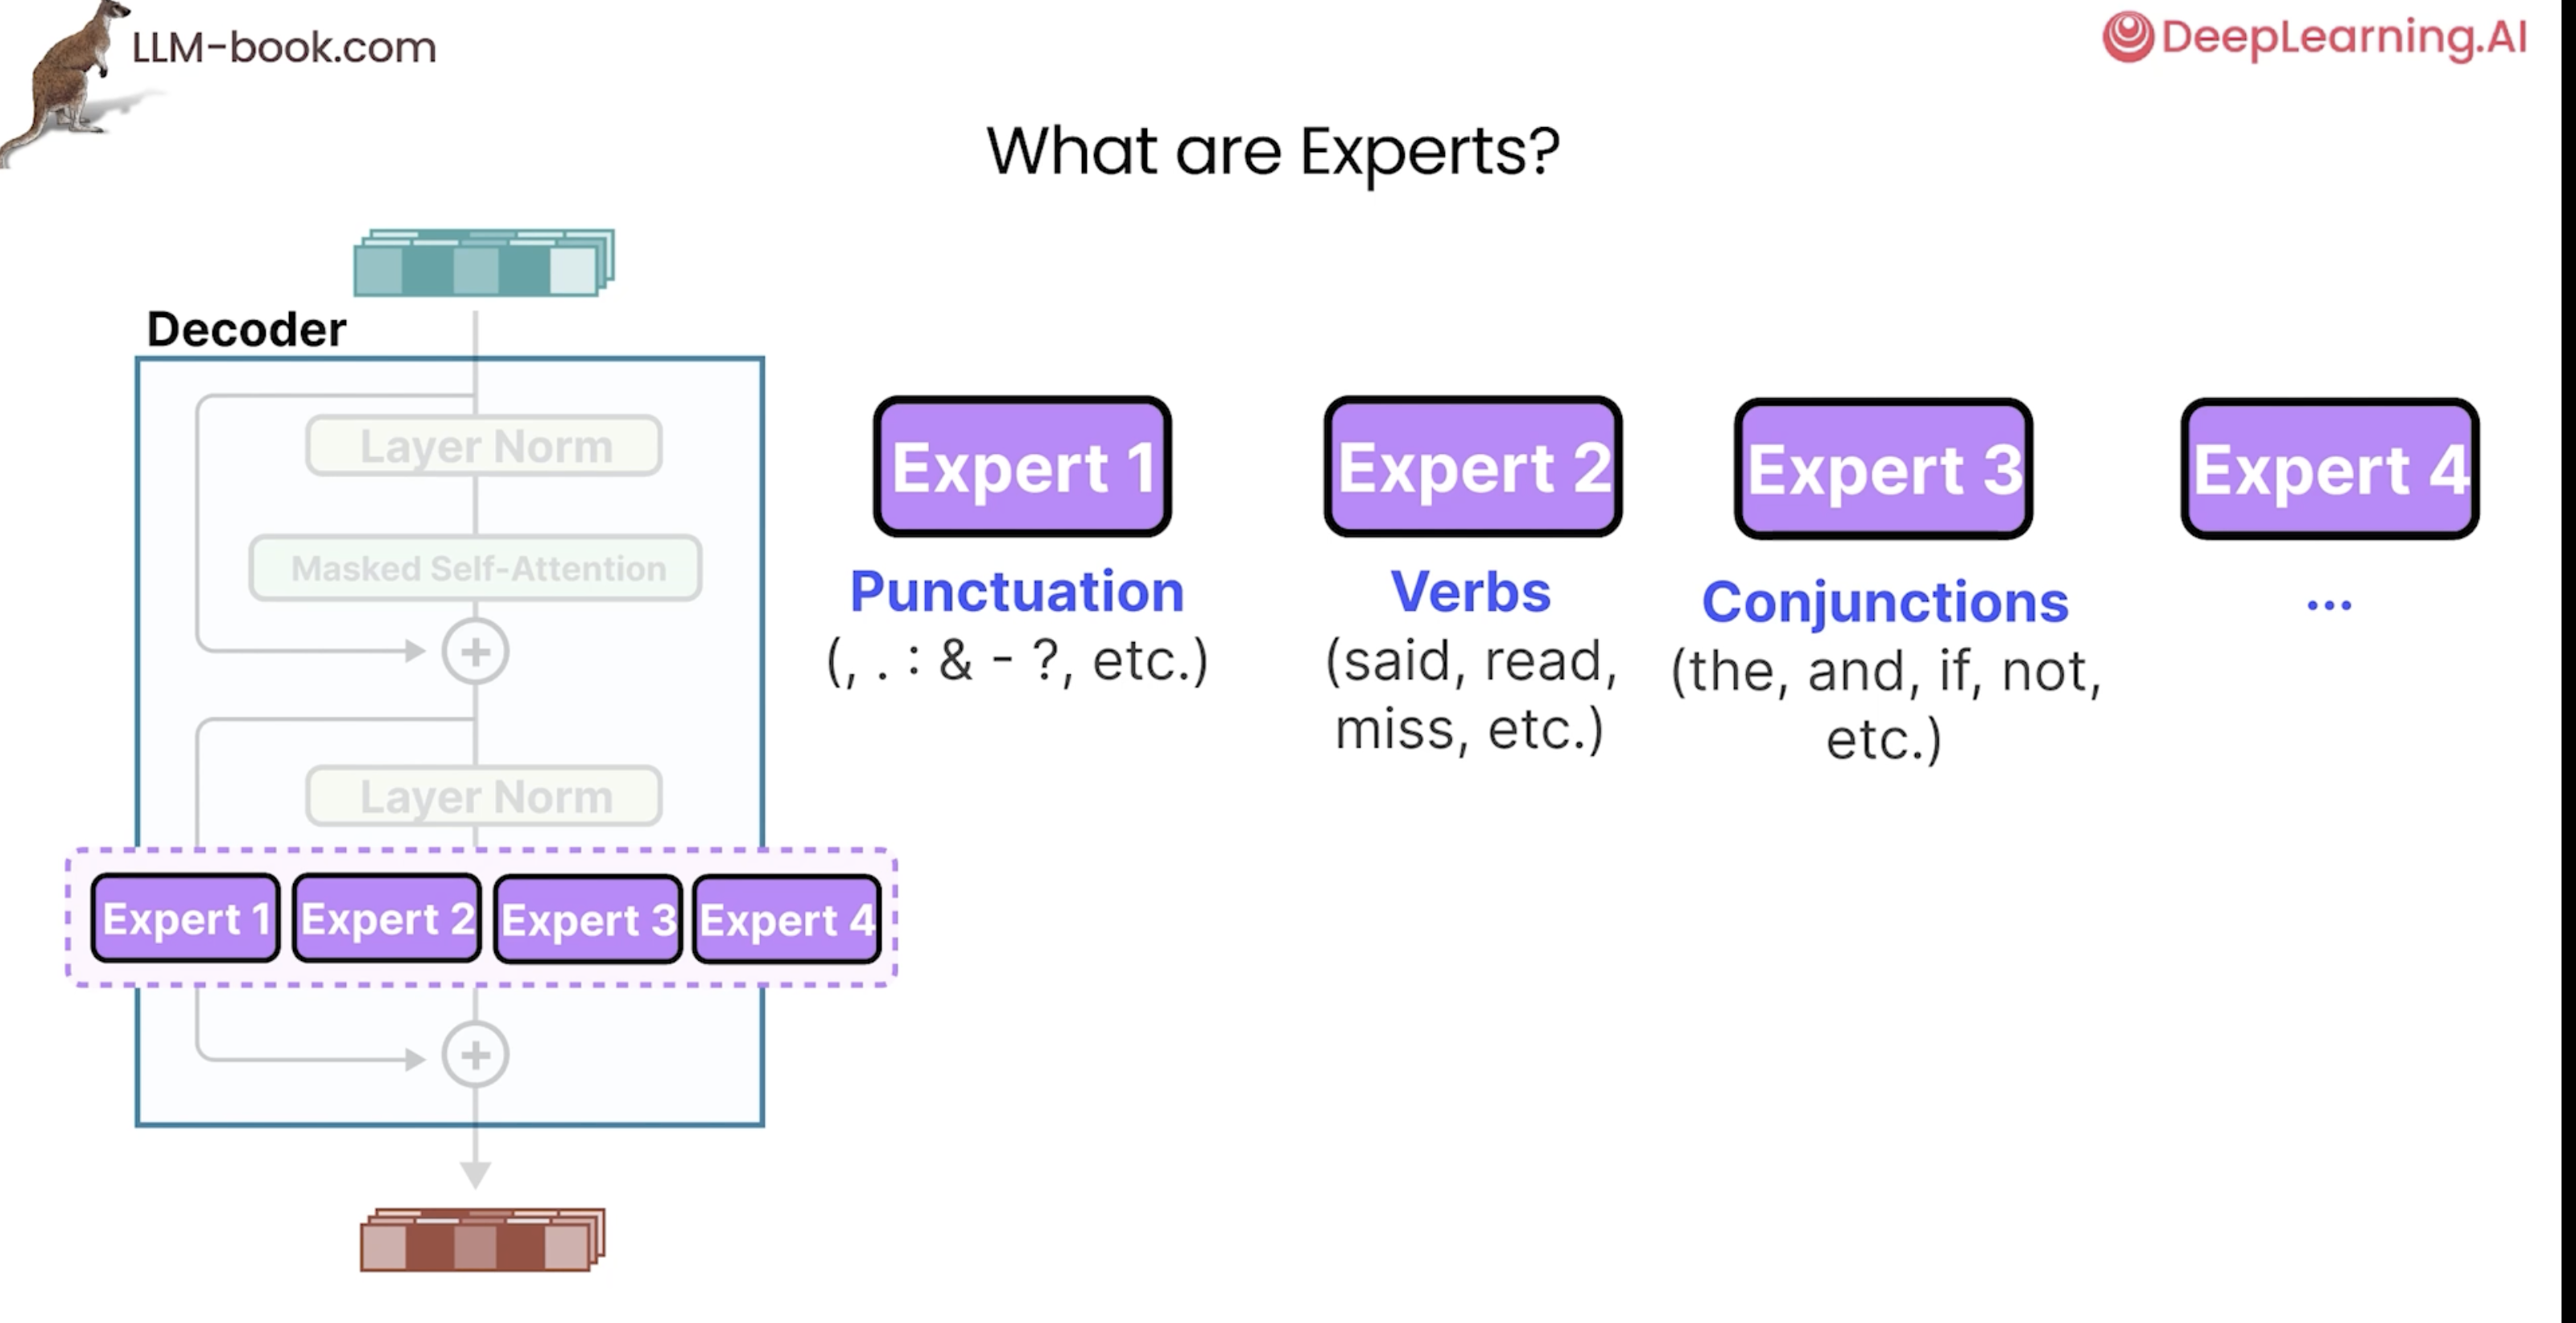 LLM-book.com
DeepLearning.AI
What are Experts?
Decoder
Layer Norm
Masked Self-Attention
+
Layer Norm
Expert 1
Expert 2
Expert 3
Expert 4
+
Expert 1
Punctuation
(, . : & - ?, etc.)
Expert 2
Verbs
(said, read,
miss, etc.)
Expert 3
Conjunctions
(the, and, if, not,
etc.)
Expert 4
...